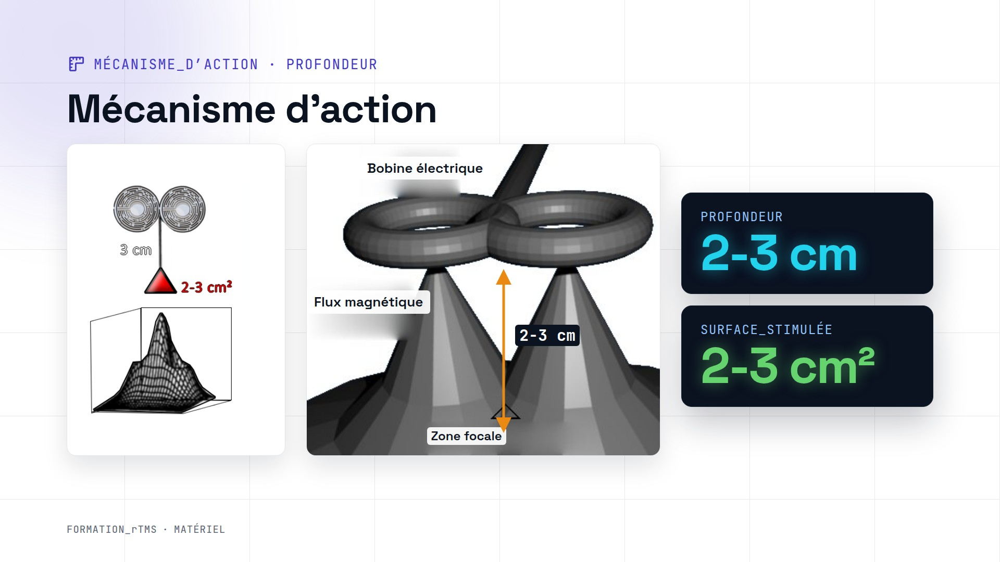 MÉCANISME_D’ACTION · PROFONDEUR
Mécanisme d’action
3 cm
2-3 cm²
Bobine électrique
Flux magnétique
2-3 cm
Zone focale
PROFONDEUR
2-3 cm
SURFACE_STIMULÉE
2-3 cm²
FORMATION_rTMS · MATÉRIEL